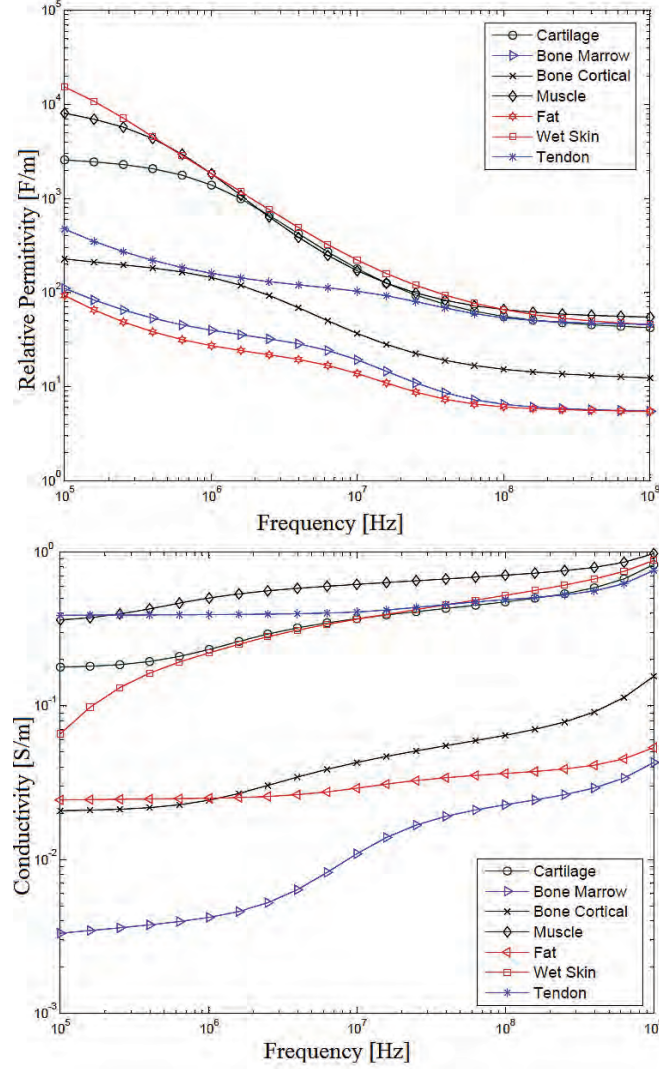 10^5
10^4
10^3
10^2
10^1
10^0
Relative Permitivity [F/m]
Cartilage
Bone Marrow
Bone Cortical
Muscle
Fat
Wet Skin
Tendon
10^5 10^6 10^7 10^8 10^9
Frequency [Hz]
10^0
10^-1
10^-2
10^-3
Conductivity [S/m]
Cartilage
Bone Marrow
Bone Cortical
Muscle
Fat
Wet Skin
Tendon
10^5 10^6 10^7 10^8 10
Frequency [Hz]